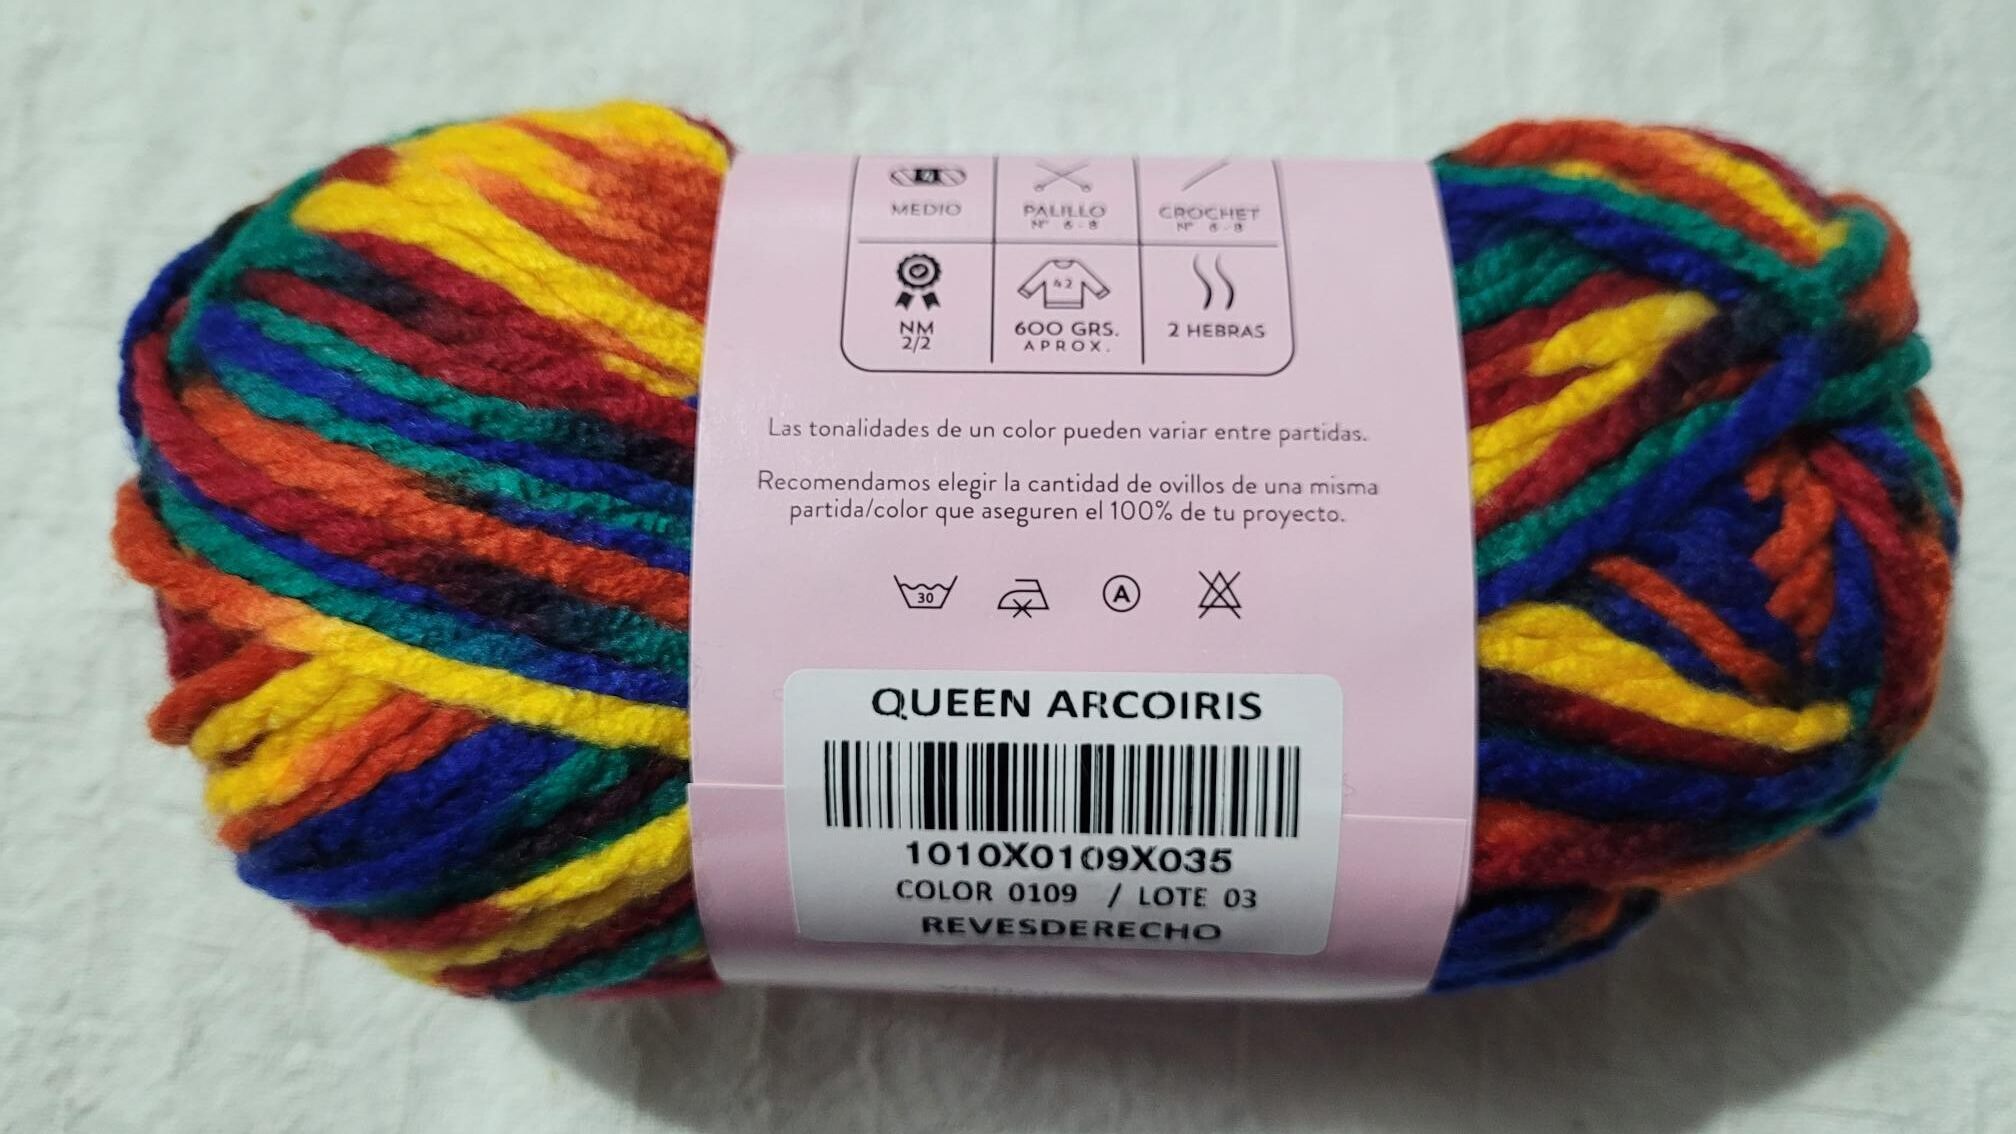 4
MEDIO
PALILLO
Nº 6 - 8
CROCHET
Nº 6 - 8
NM
2/2
42
600 GRS.
APROX.
2 HEBRAS
Las tonalidades de un color pueden variar entre partidas.
Recomendamos elegir la cantidad de ovillos de una misma
partida/color que aseguren el 100% de tu proyecto.
30
A
QUEEN ARCOIRIS
1010X0109X035
COLOR 0109 / LOTE 03
REVESDERECHO